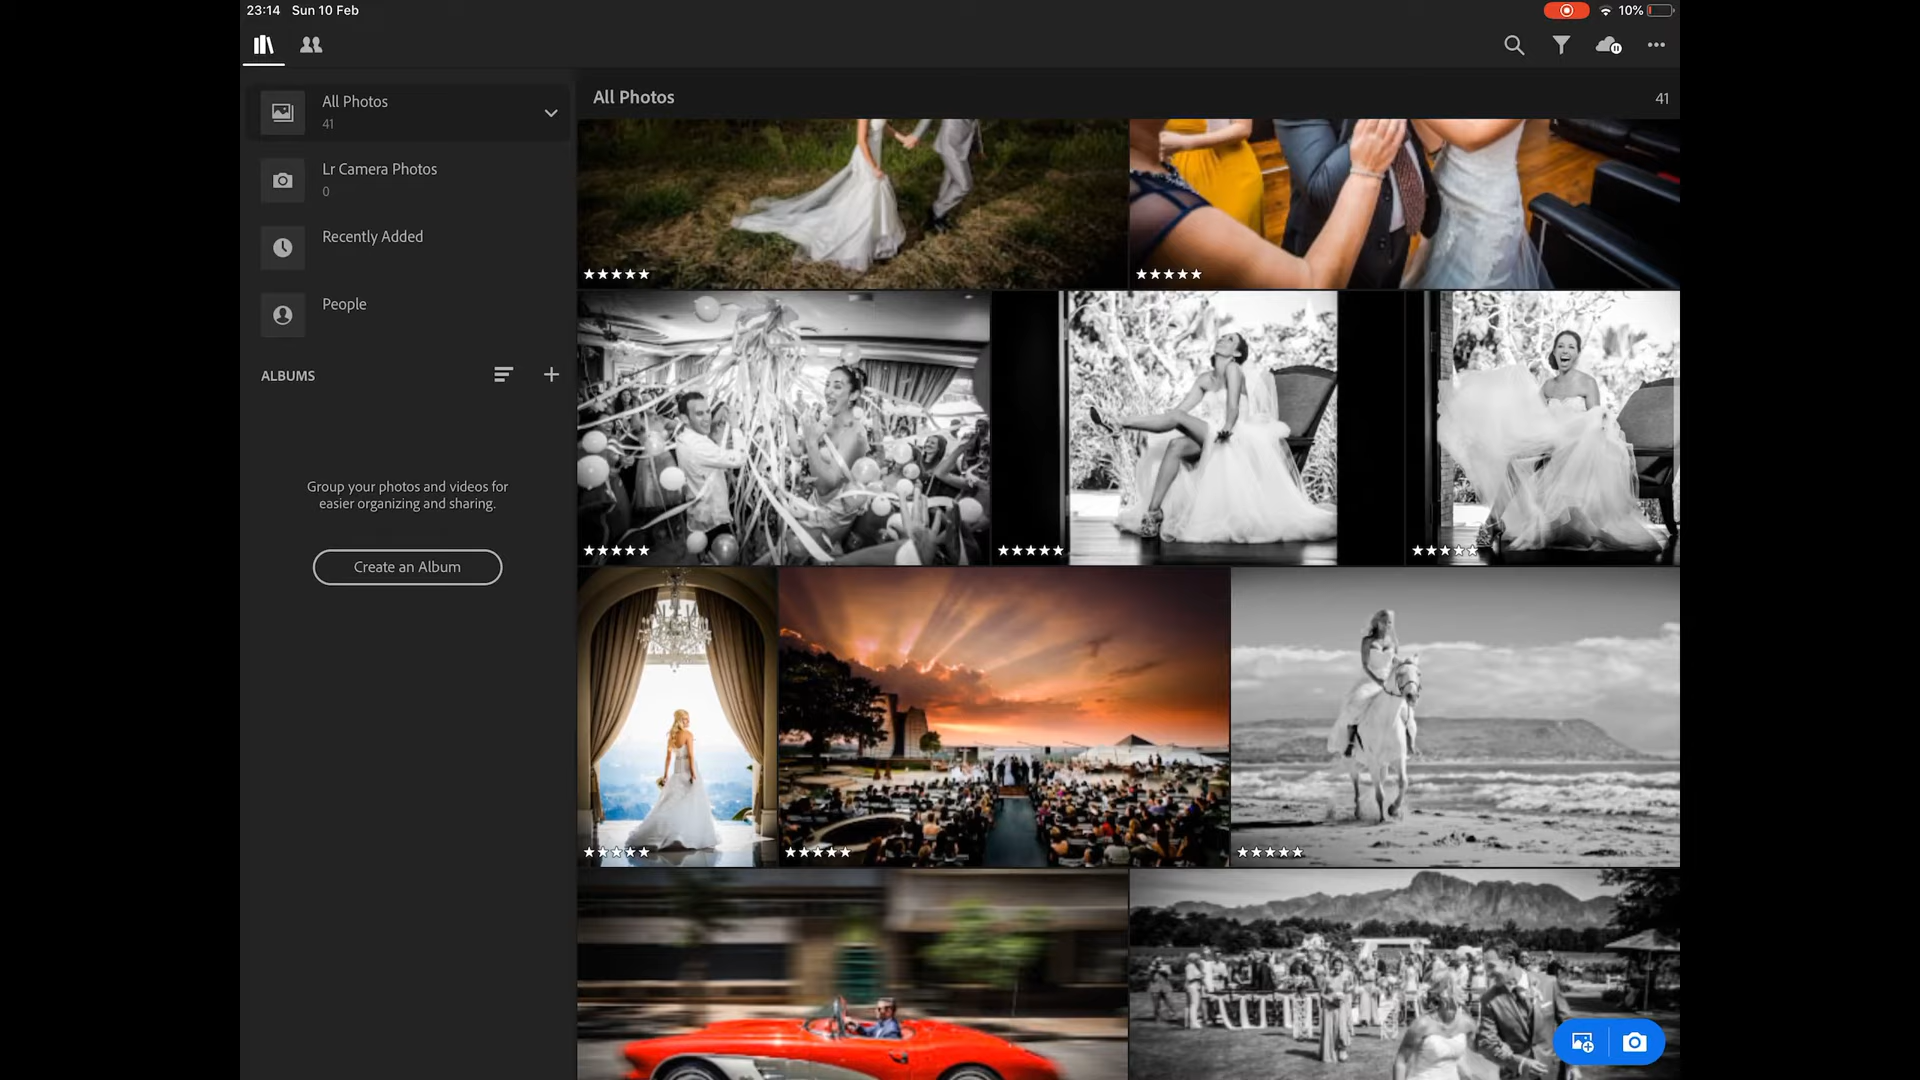 23:14 Sun 10 Feb
10%
All Photos
41
Lr Camera Photos
0
Recently Added
People
ALBUMS
Group your photos and videos for
easier organizing and sharing.
Create an Album
All Photos
41